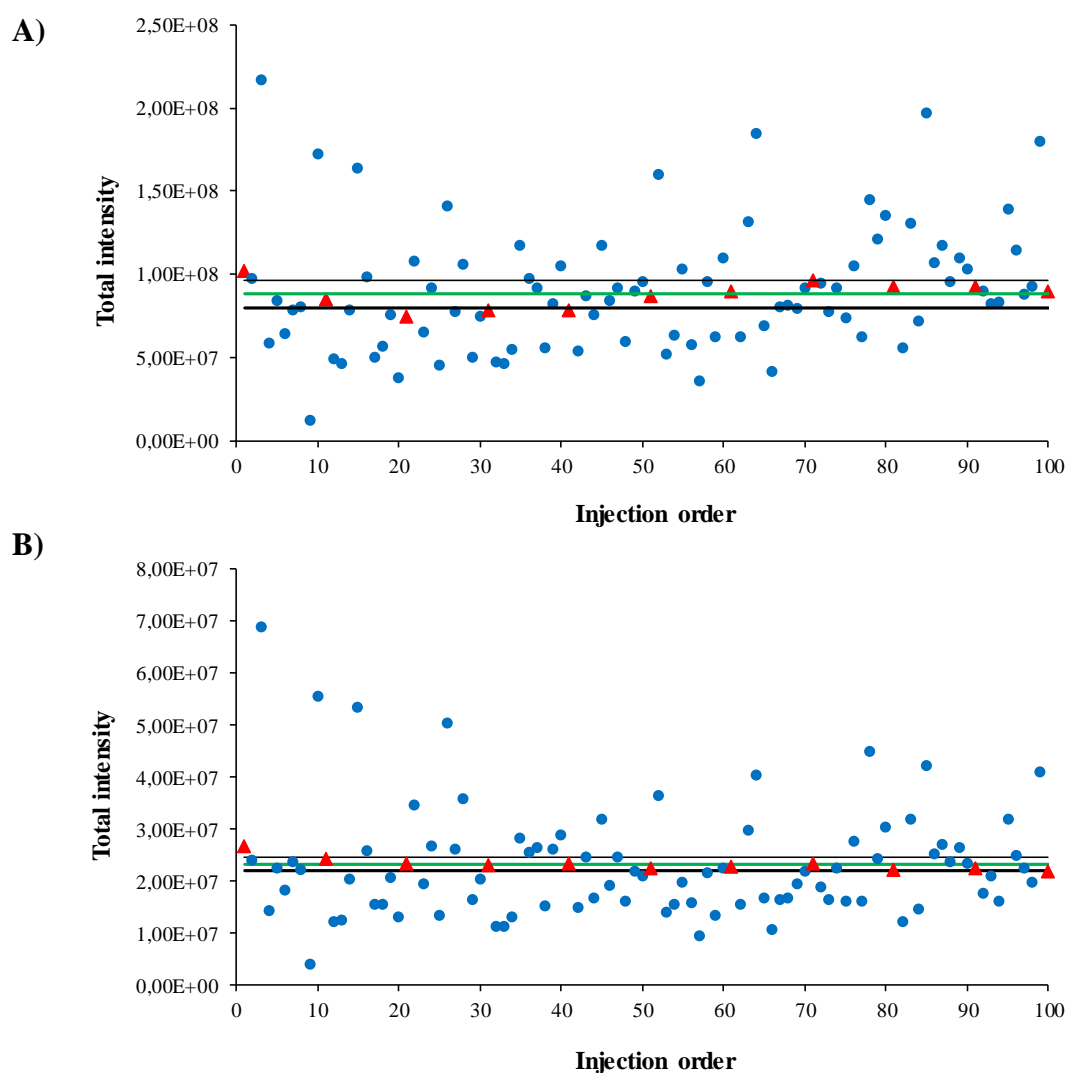 A)
2,50E+08
2,00E+08
1,50E+08
1,00E+08
5,00E+07
0,00E+00
Total intensity
0 10 20 30 40 50 60 70 80 90 100
Injection order
B)
8,00E+07
7,00E+07
6,00E+07
5,00E+07
4,00E+07
3,00E+07
2,00E+07
1,00E+07
0,00E+00
Total intensity
0 10 20 30 40 50 60 70 80 90 100
Injection order